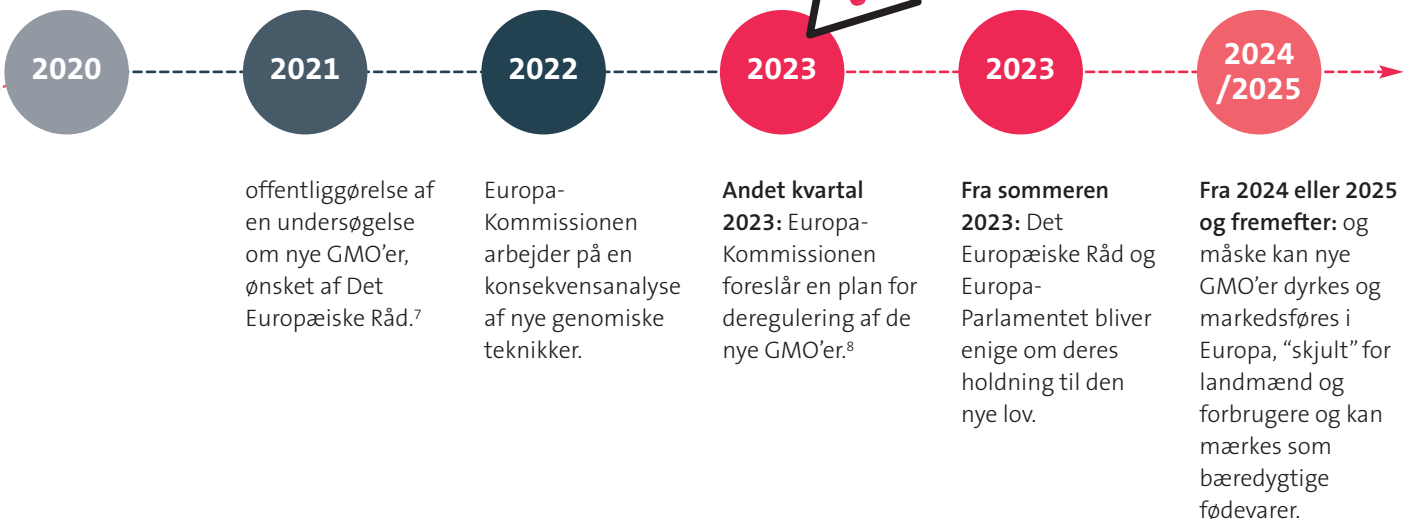 2020
2021
2022
2023
2023
2024
/2025
offentliggørelse af
en undersøgelse
om nye GMO’er,
ønsket af Det
Europæiske Råd.⁷
Europa-
Kommissionen
arbejder på en
konsekvensanalyse
af nye genomiske
teknikker.
Andet kvartal
2023: Europa-
Kommissionen
foreslår en plan for
deregulering af de
nye GMO’er.⁸
Fra sommeren
2023: Det
Europæiske Råd og
Europa-
Parlamentet bliver
enige om deres
holdning til den
nye lov.
Fra 2024 eller 2025
og fremefter: og
måske kan nye
GMO’er dyrkes og
markedsføres i
Europa, “skjult” for
landmænd og
forbrugere og kan
mærkes som
bæredygtige
fødevarer.